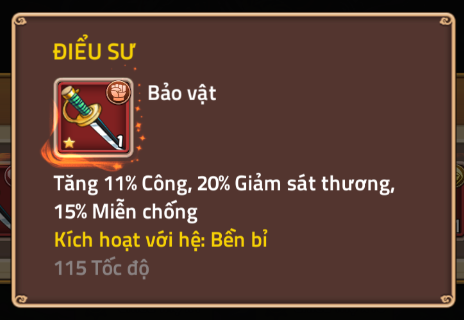 ĐIỂU SƯ
Bảo vật
1
Tăng 11% Công, 20% Giảm sát thương,
15% Miễn chống
Kích hoạt với hệ: Bền bỉ
115 Tốc độ